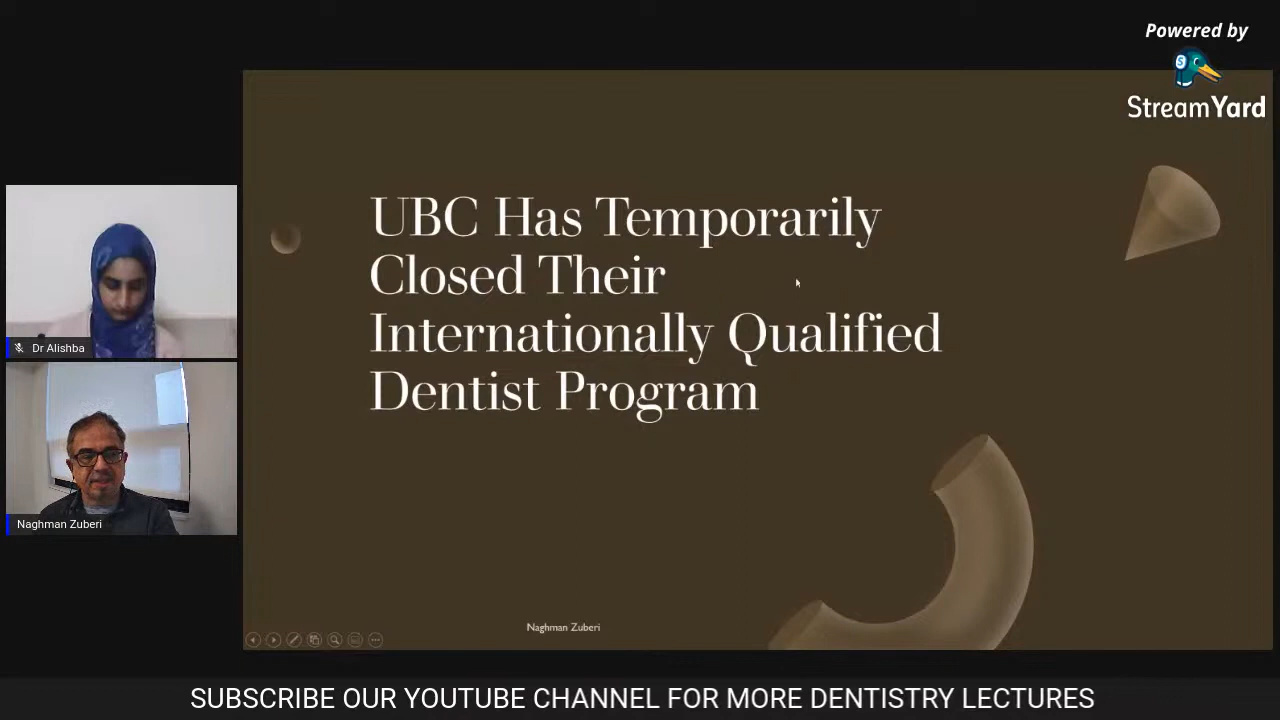 Powered by
StreamYard
UBC Has Temporarily
Closed Their
Internationally Qualified
Dentist Program
Dr Alishba
Naghman Zuberi
Naghman Zuberi
SUBSCRIBE OUR YOUTUBE CHANNEL FOR MORE DENTISTRY LECTURES